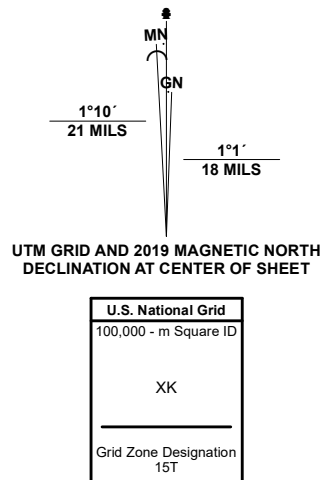 MN
GN
1°10´
21 MILS
1°1´
18 MILS
UTM GRID AND 2019 MAGNETIC NORTH
DECLINATION AT CENTER OF SHEET
U.S. National Grid
100,000 - m Square ID
XK
Grid Zone Designation
15T